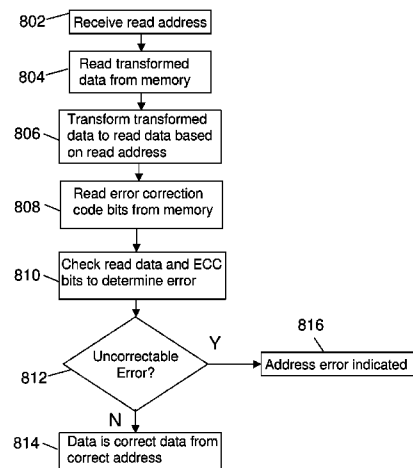 802
Receive read address
804
Read transformed
data from memory
806
Transform transformed
data to read data based
on read address
808
Read error correction
code bits from memory
810
Check read data and ECC
bits to determine error
812
Uncorrectable
Error?
Y
816
Address error indicated
N
814
Data is correct data from
correct address